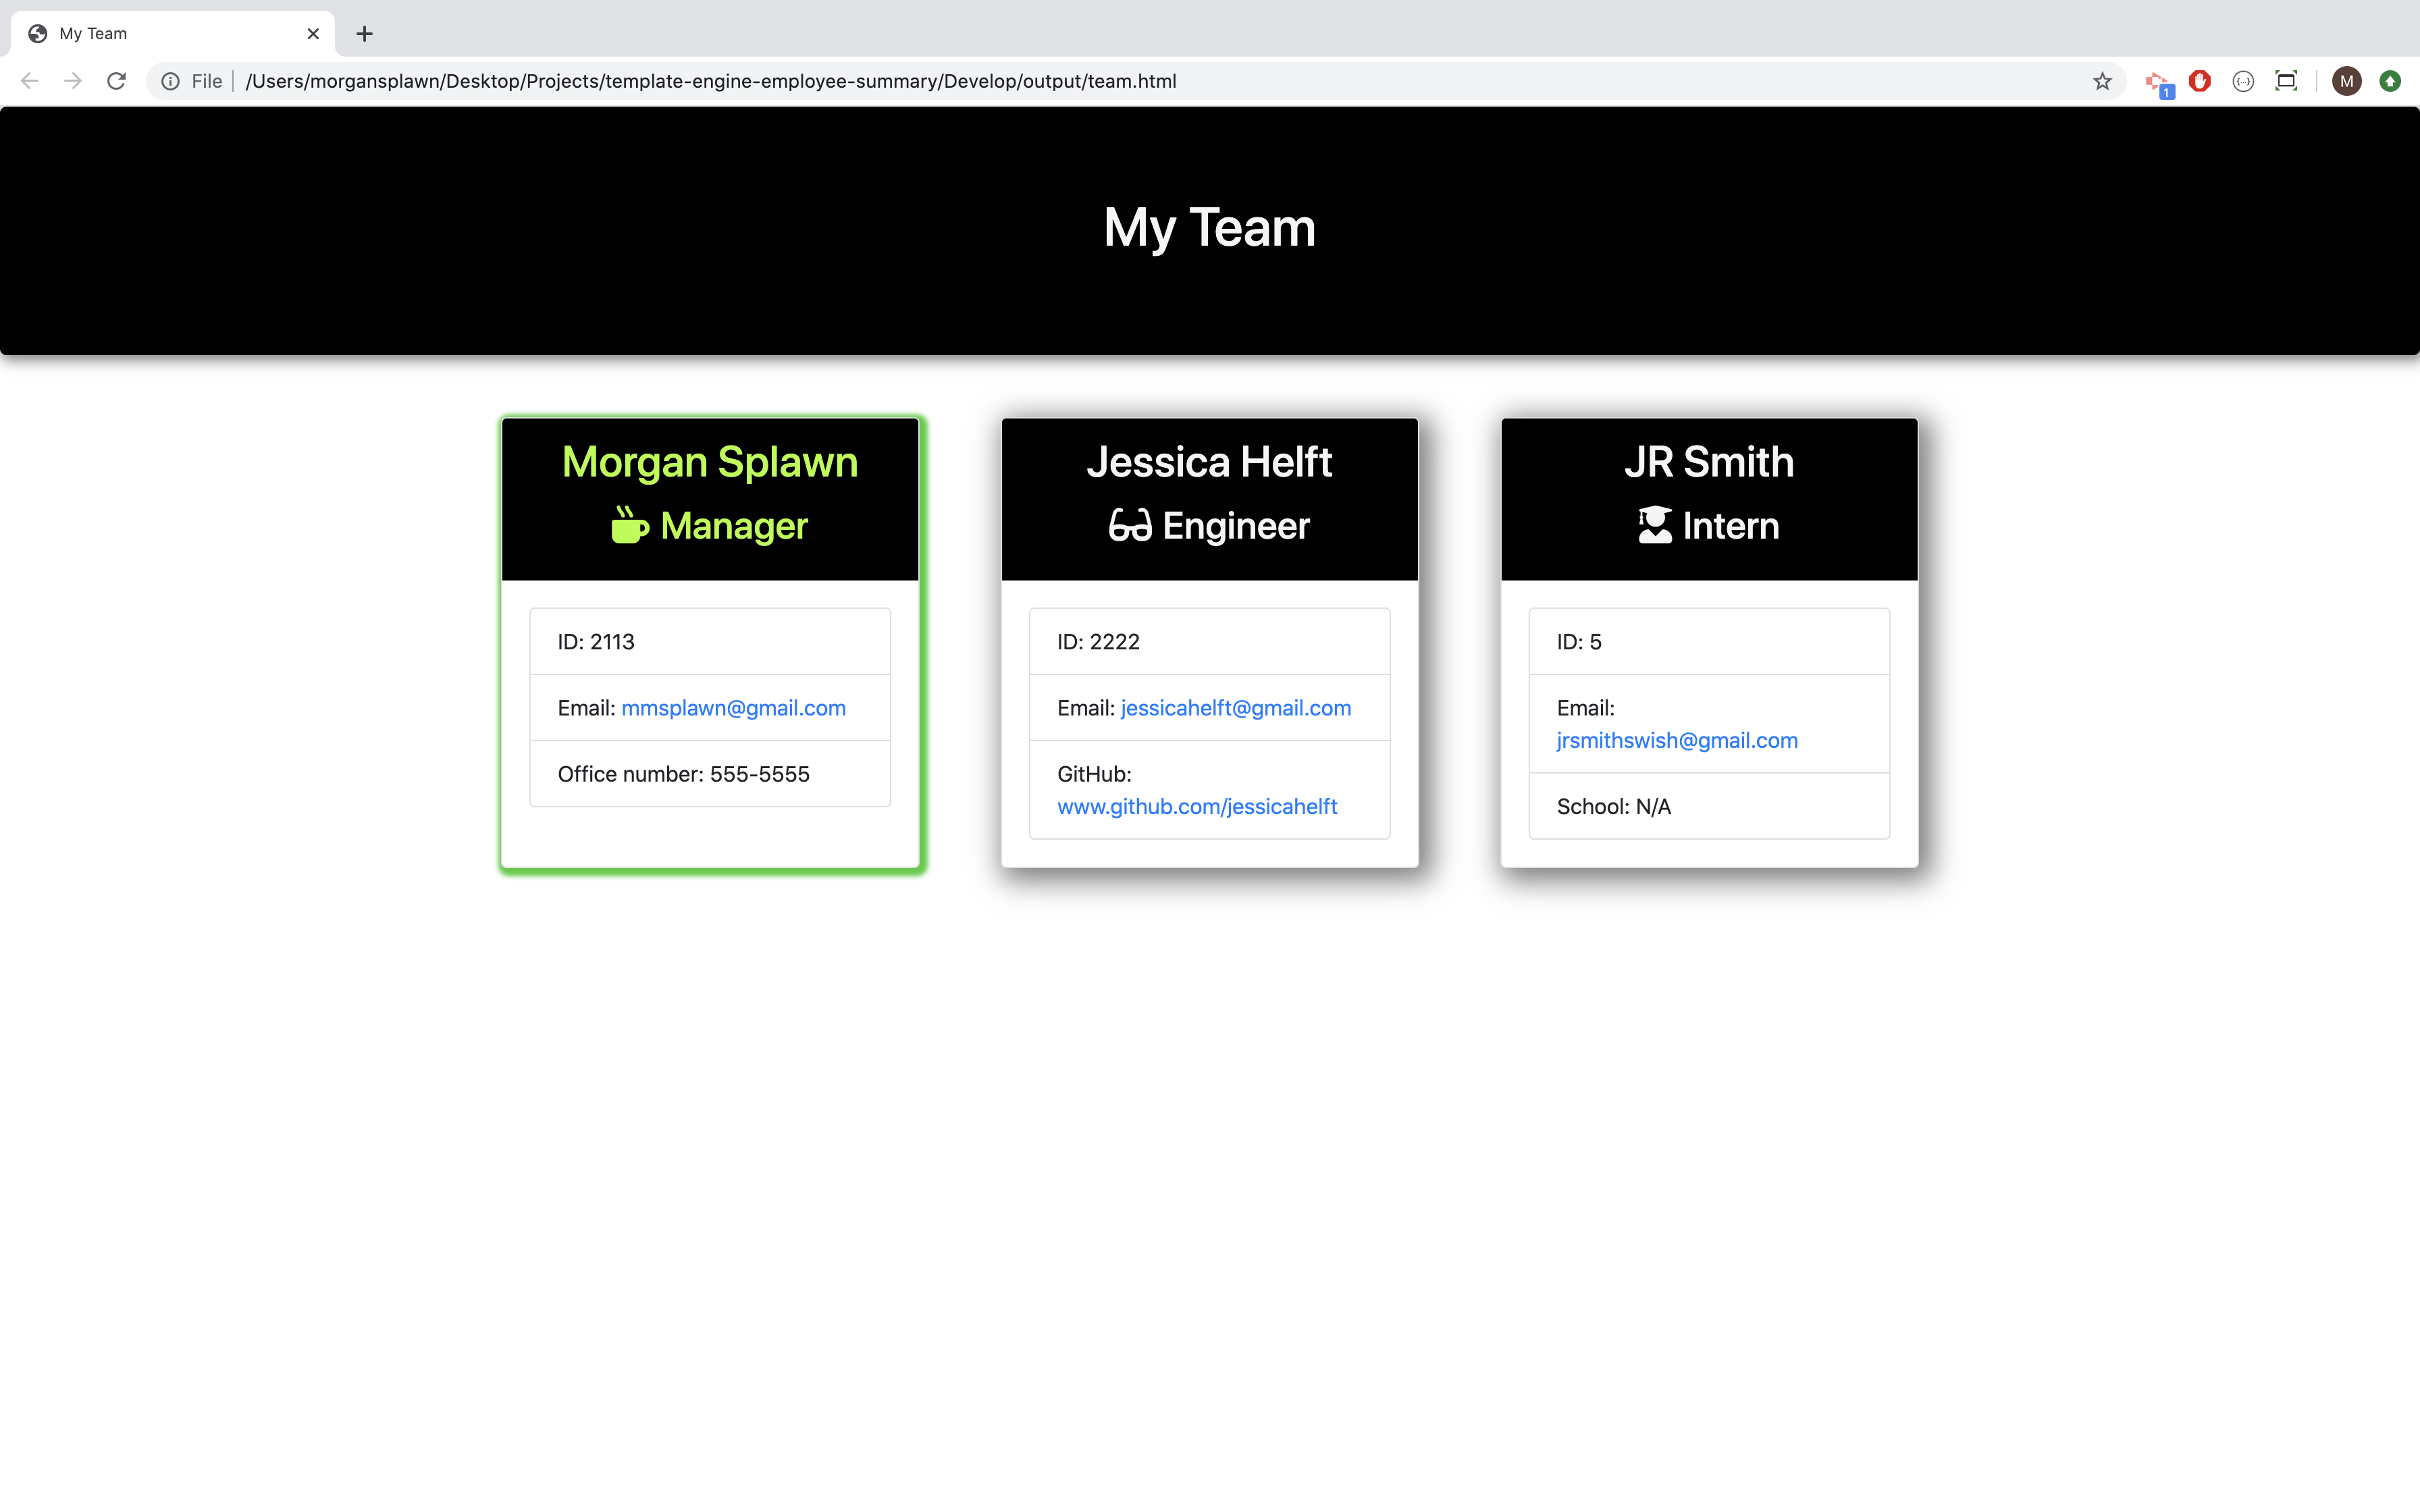 My Team
File /Users/morgansplawn/Desktop/Projects/template-engine-employee-summary/Develop/output/team.html
1
M
My Team
Morgan Splawn
Manager
ID: 2113
Email: mmsplawn@gmail.com
Office number: 555-5555
Jessica Helft
Engineer
ID: 2222
Email: jessicahelft@gmail.com
GitHub:
www.github.com/jessicahelft
JR Smith
Intern
ID: 5
Email:
jrsmithswish@gmail.com
School: N/A